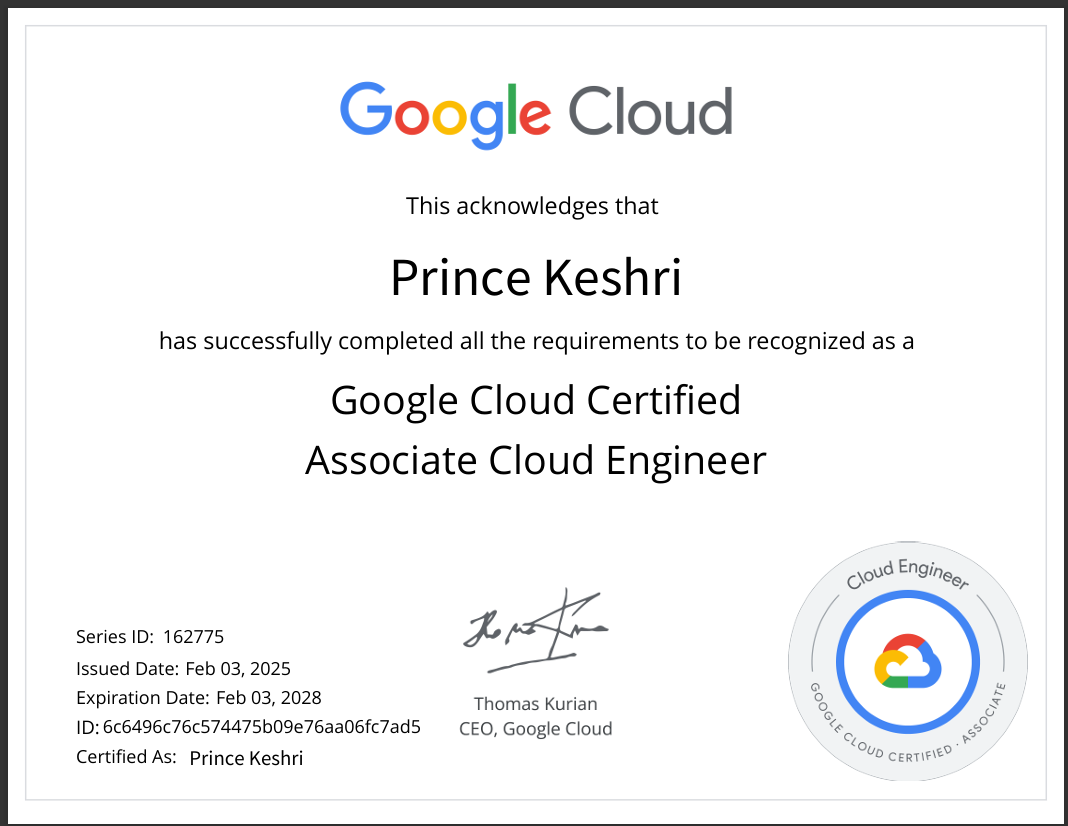 Google Cloud
This acknowledges that
Prince Keshri
has successfully completed all the requirements to be recognized as a
Google Cloud Certified
Associate Cloud Engineer
Series ID: 162775
Issued Date: Feb 03, 2025
Expiration Date: Feb 03, 2028
ID: 6c6496c76c574475b09e76aa06fc7ad5
Certified As: Prince Keshri
Thomas Kurian
CEO, Google Cloud
Cloud Engineer
GOOGLE CLOUD CERTIFIED · ASSOCIATE